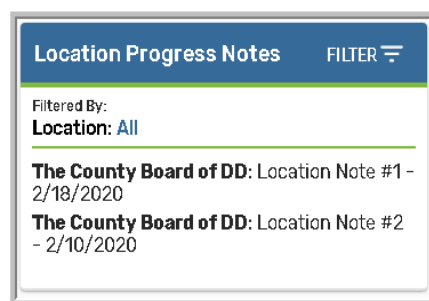 Location Progress Notes FILTER
Filtered By:
Location: All
The County Board of DD: Location Note #1 -
2/18/2020
The County Board of DD: Location Note #2
- 2/10/2020